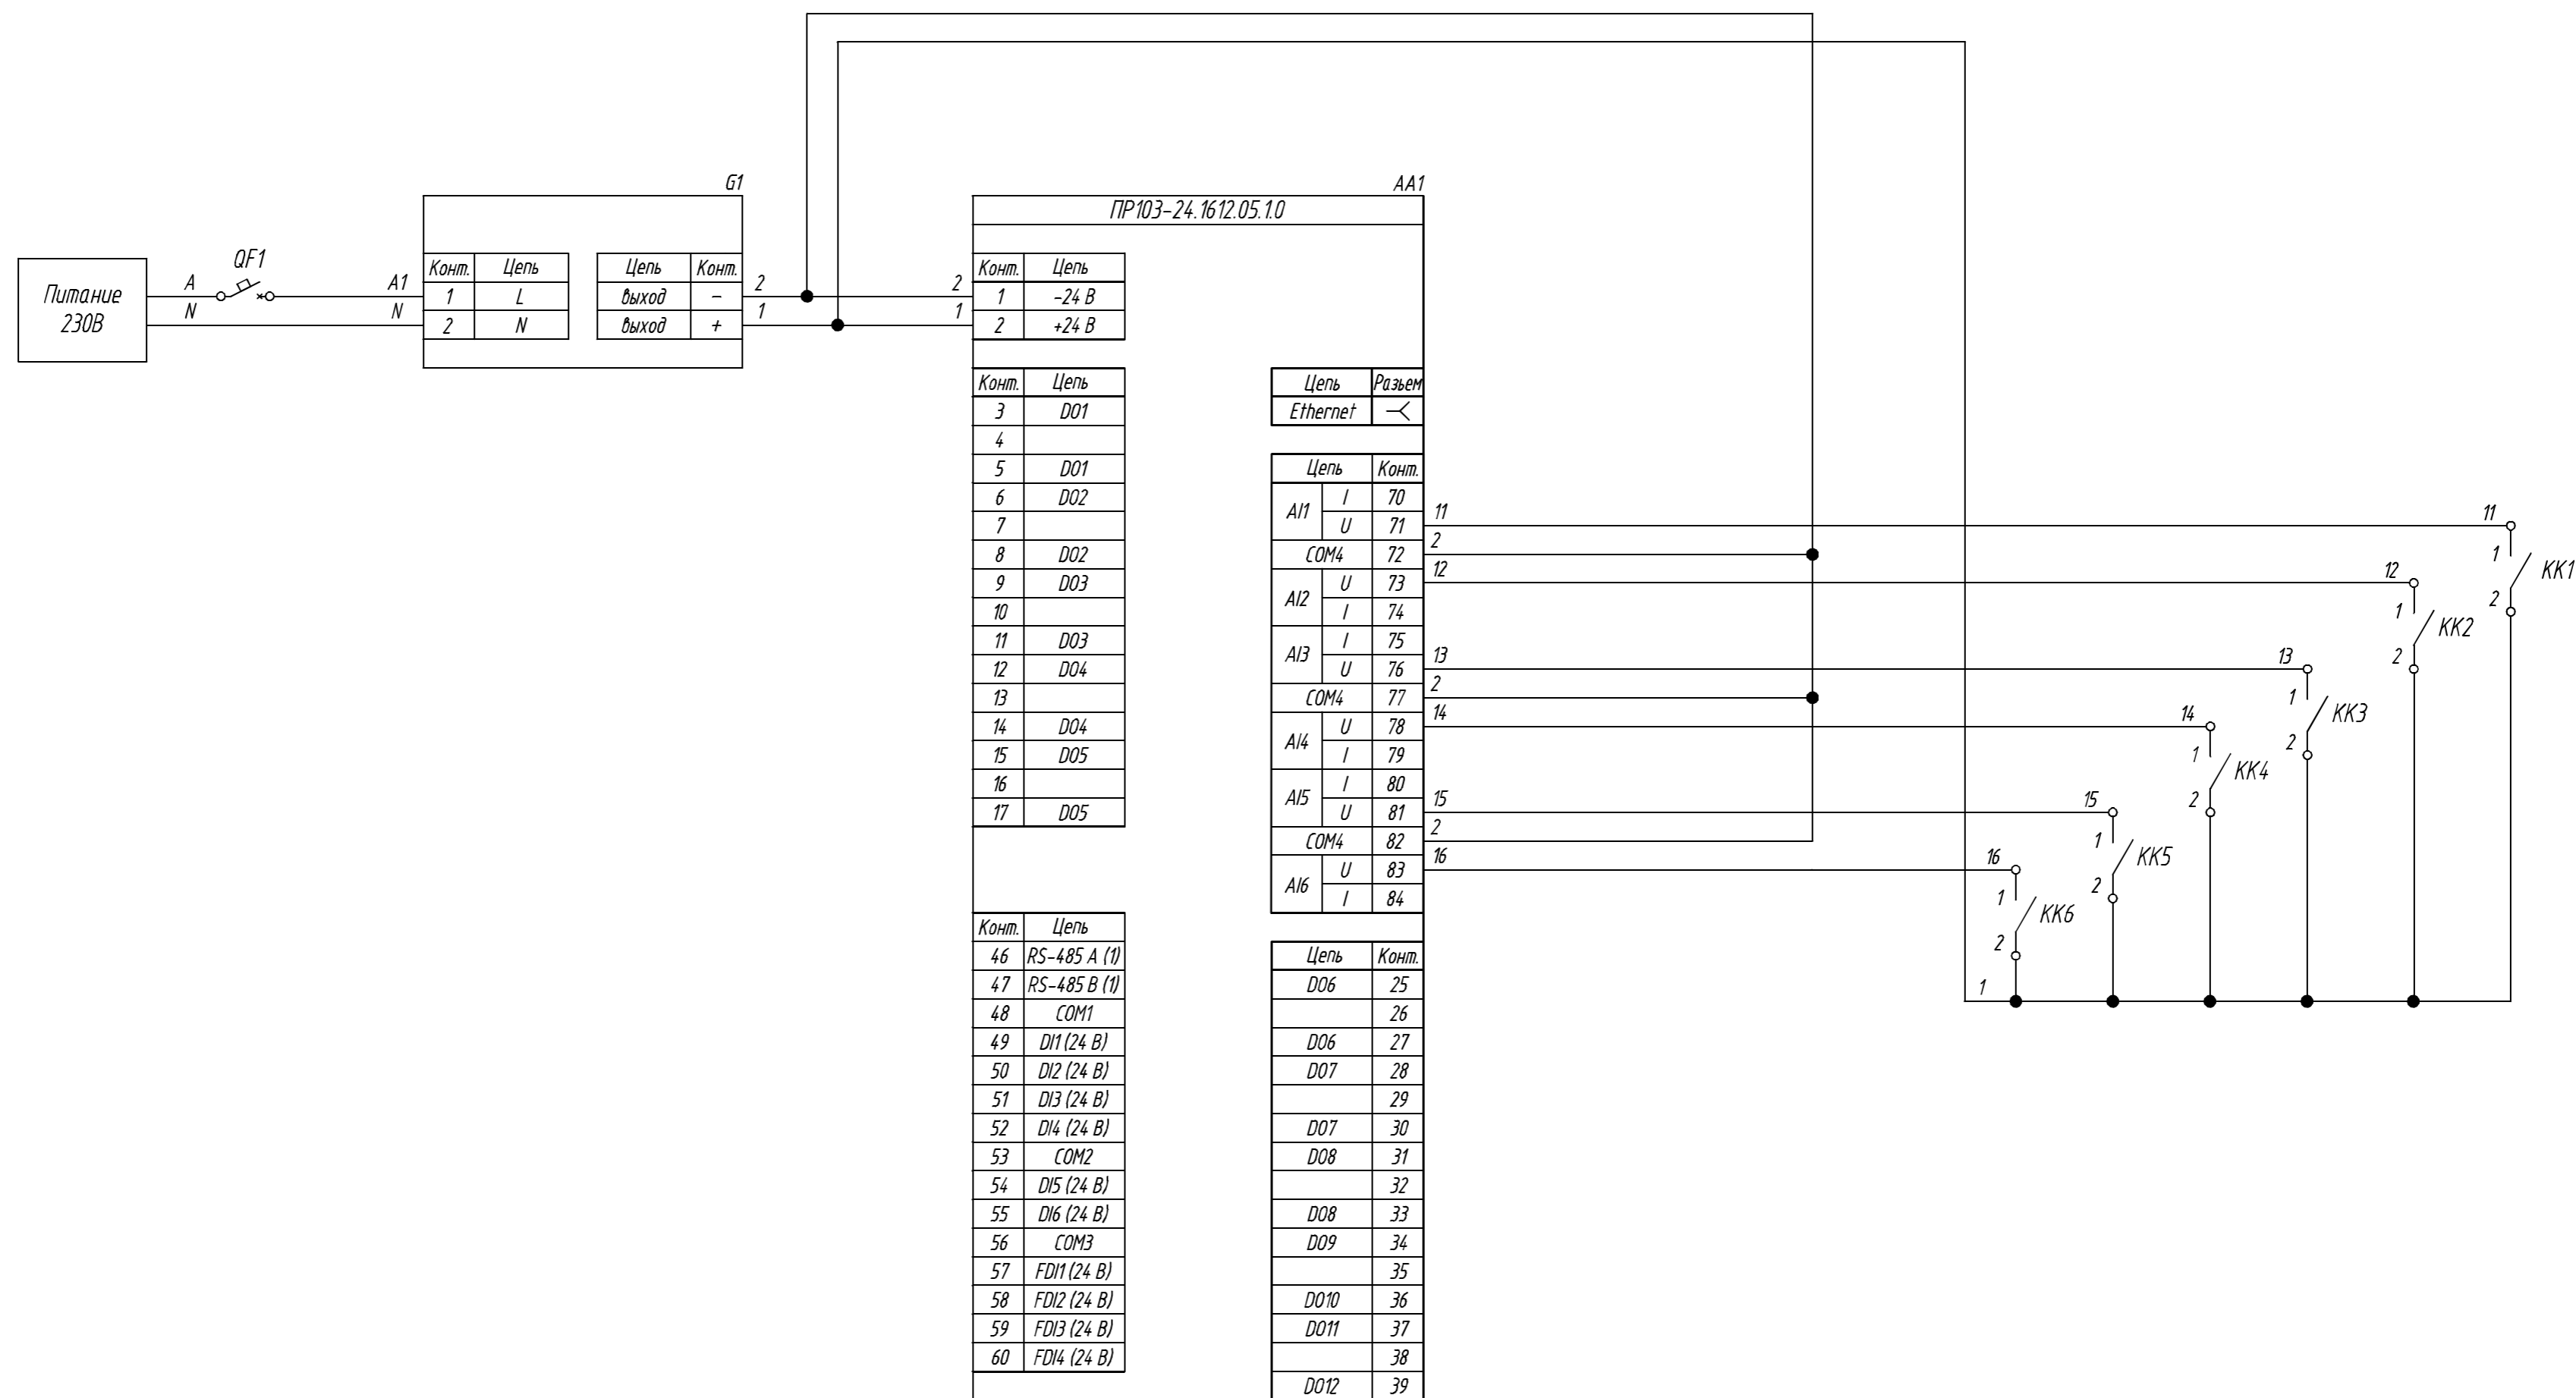 G1
AA1
ПР103-24.1612.05.1.0
QF1
Питание
230В
A
A1
N
N
Конт. Цепь
1 L
2 N
Цепь Конт.
выход –
выход +
2
1
2
1
Конт. Цепь
1 -24 В
2 +24 В
Конт. Цепь
3 DO1
4
5 DO1
6 DO2
7
8 DO2
9 DO3
10
11 DO3
12 DO4
13
14 DO4
15 DO5
16
17 DO5
Цепь Разьем
Ethernet
Цепь Конт.
AI1 I 70
U 71
COM4 72
AI2 U 73
I 74
AI3 I 75
U 76
COM4 77
AI4 U 78
I 79
AI5 I 80
U 81
COM4 82
AI6 U 83
I 84
11
2
12
13
2
14
15
2
16
11
1
KK1
2
12
1
KK2
2
13
1
KK3
2
14
1
KK4
2
15
1
KK5
2
16
1
KK6
2
1
Конт. Цепь
46 RS-485 A (1)
47 RS-485 B (1)
48 COM1
49 DI1 (24 В)
50 DI2 (24 В)
51 DI3 (24 В)
52 DI4 (24 В)
53 COM2
54 DI5 (24 В)
55 DI6 (24 В)
56 COM3
57 FDI1 (24 В)
58 FDI2 (24 В)
59 FDI3 (24 В)
60 FDI4 (24 В)
Цепь Конт.
DO6 25
26
DO6 27
DO7 28
29
DO7 30
DO8 31
32
DO8 33
DO9 34
35
DO10 36
DO11 37
38
DO12 39